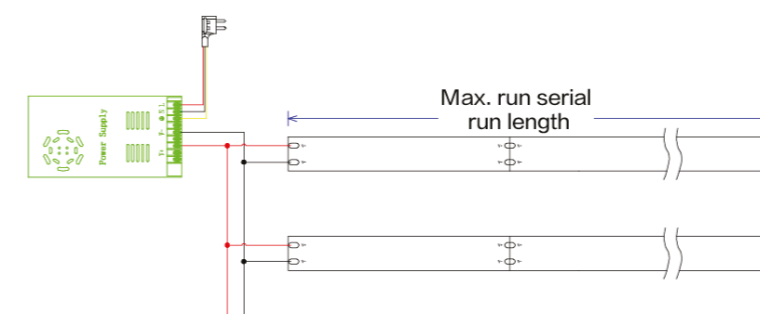 Max. run serial
run length
Power Supply
L
N
V-
V+